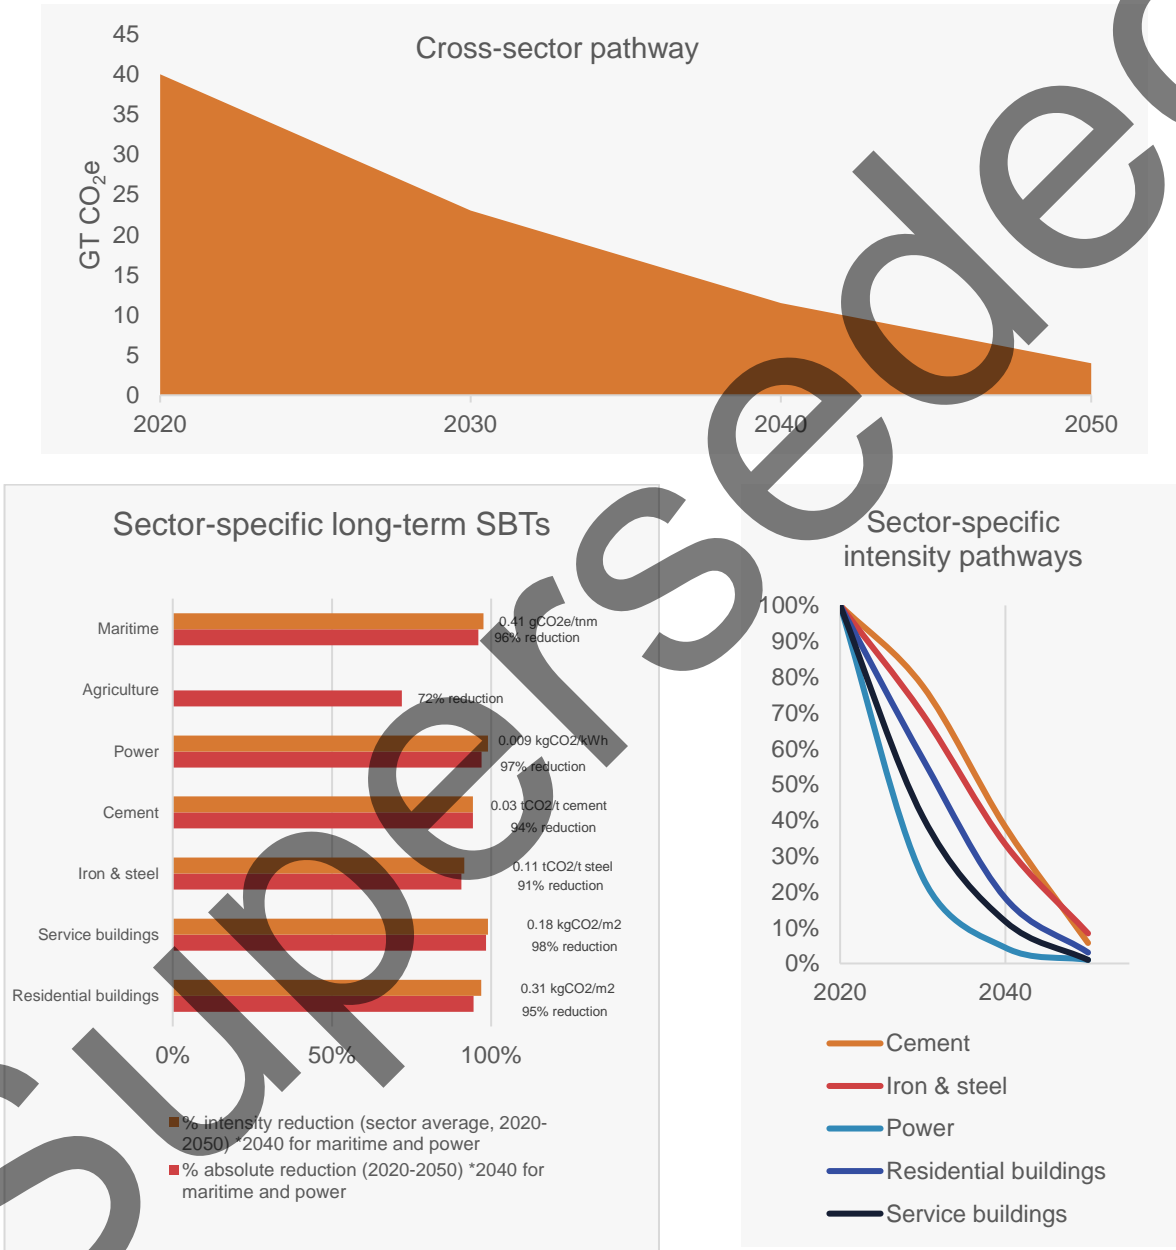 Cross-sector pathway
GT CO₂e
45
40
35
30
25
20
15
10
5
0
2020 2030 2040 2050
Sector-specific long-term SBTs
Maritime
0.41 gCO2e/tnm
96% reduction
Agriculture
72% reduction
Power
0.009 kgCO2/kWh
97% reduction
Cement
0.03 tCO2/t cement
94% reduction
Iron & steel
0.11 tCO2/t steel
91% reduction
Service buildings
0.18 kgCO2/m2
98% reduction
Residential buildings
0.31 kgCO2/m2
95% reduction
0% 50% 100%
% intensity reduction (sector average, 2020-
2050) *2040 for maritime and power
% absolute reduction (2020-2050) *2040 for
maritime and power
Sector-specific
intensity pathways
100%
90%
80%
70%
60%
50%
40%
30%
20%
10%
0%
2020 2040
Cement
Iron & steel
Power
Residential buildings
Service buildings
Superseded